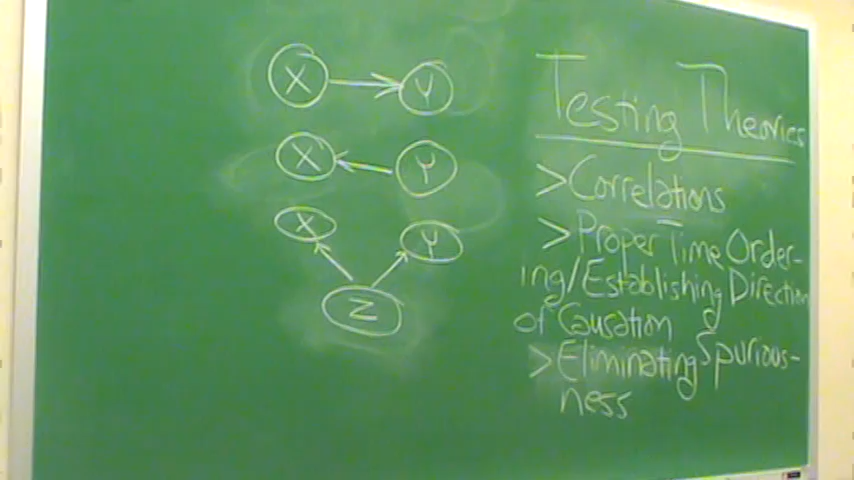 X Y
X Y
X Y
Z
Testing Theories
>Correlations
>Proper Time Order-
ing/Establishing Direction
of Causation
>Eliminating Spurious-
ness